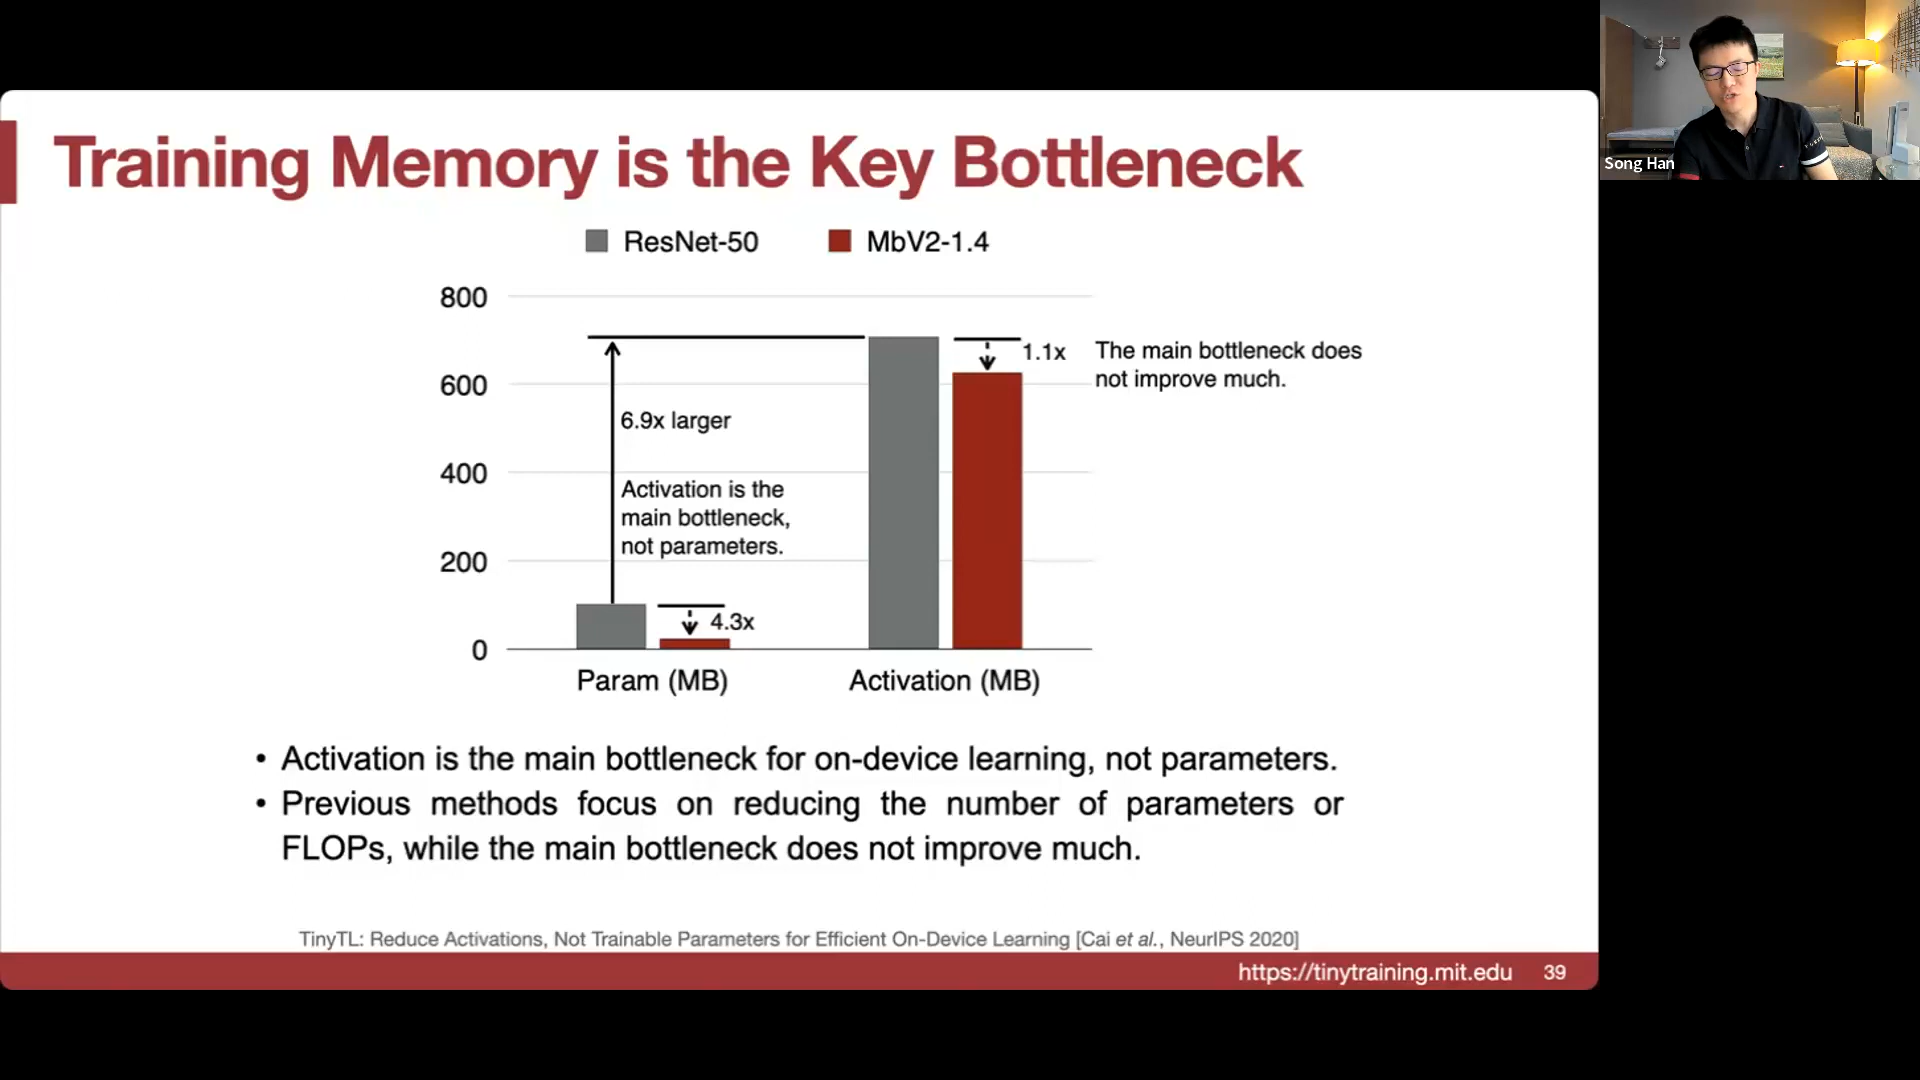 Song Han
Training Memory is the Key Bottleneck
ResNet-50
MbV2-1.4
800
600
400
200
0
6.9x larger
Activation is the
main bottleneck,
not parameters.
4.3x
1.1x
The main bottleneck does
not improve much.
Param (MB)
Activation (MB)
• Activation is the main bottleneck for on-device learning, not parameters.
• Previous methods focus on reducing the number of parameters or
FLOPs, while the main bottleneck does not improve much.
TinyTL: Reduce Activations, Not Trainable Parameters for Efficient On-Device Learning [Cai et al., NeurIPS 2020]
https://tinytraining.mit.edu 39